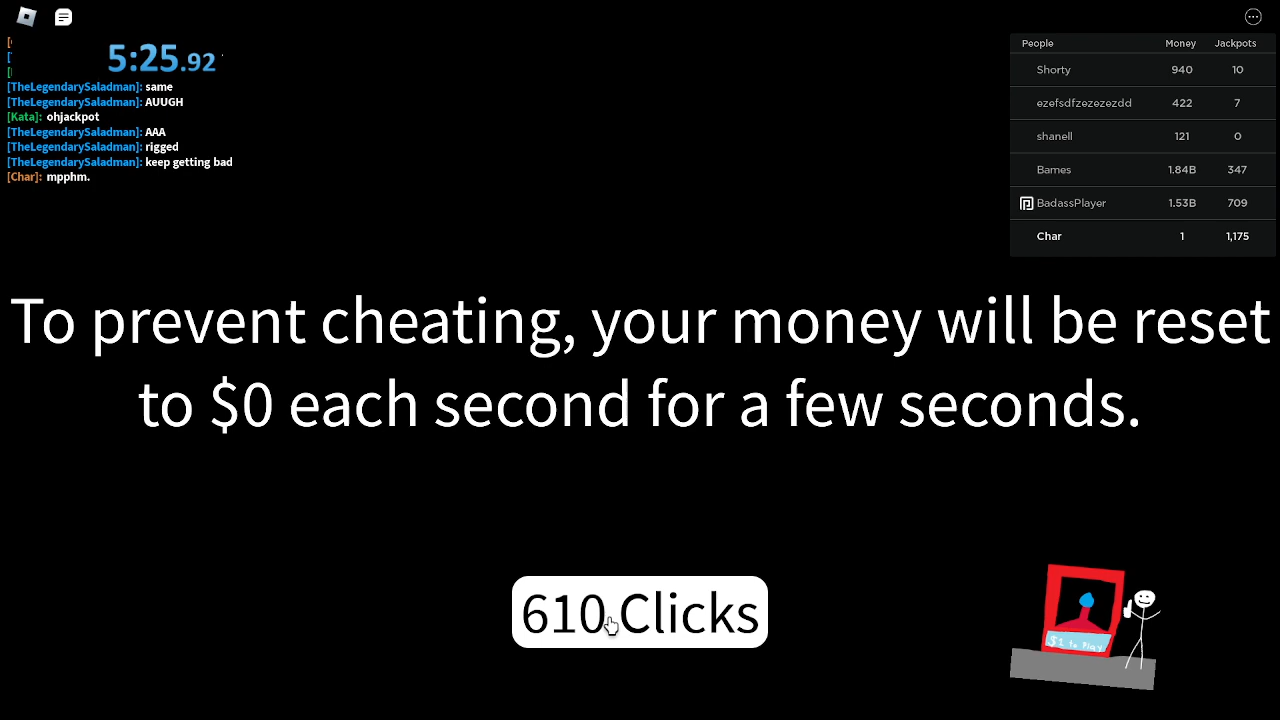 5:25.92
[TheLegendarySaladman]: same
[TheLegendarySaladman]: AUUGH
[Kata]: ohjackpot
[TheLegendarySaladman]: AAA
[TheLegendarySaladman]: rigged
[TheLegendarySaladman]: keep getting bad
[Char]: mpphm.
People Money Jackpots
Shorty 940 10
ezefsdfzezezezdd 422 7
shanell 121 0
Bames 1.84B 347
BadassPlayer 1.53B 709
Char 1 1,175
To prevent cheating, your money will be reset
to $0 each second for a few seconds.
610 Clicks
to Play